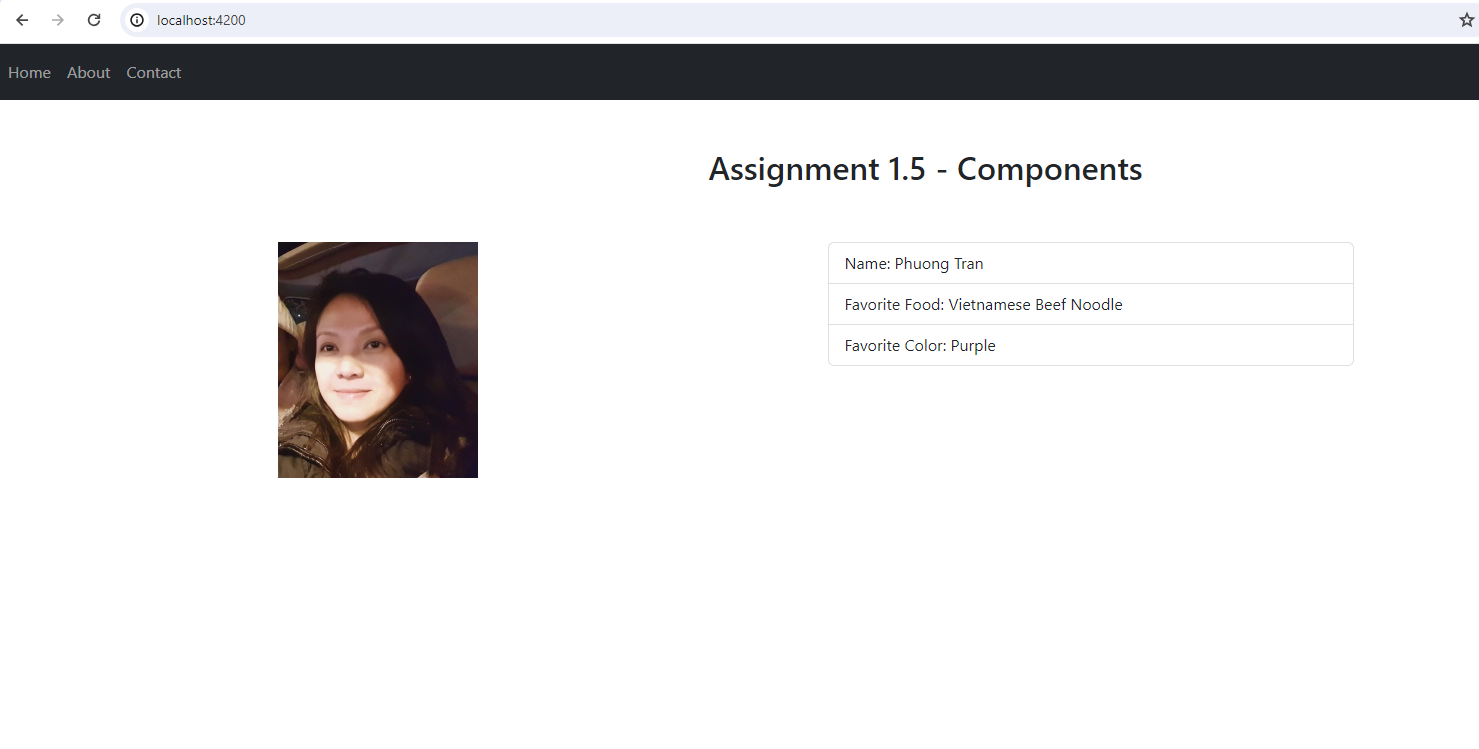 localhost:4200
Home About Contact
Assignment 1.5 - Components
Name: Phuong Tran
Favorite Food: Vietnamese Beef Noodle
Favorite Color: Purple